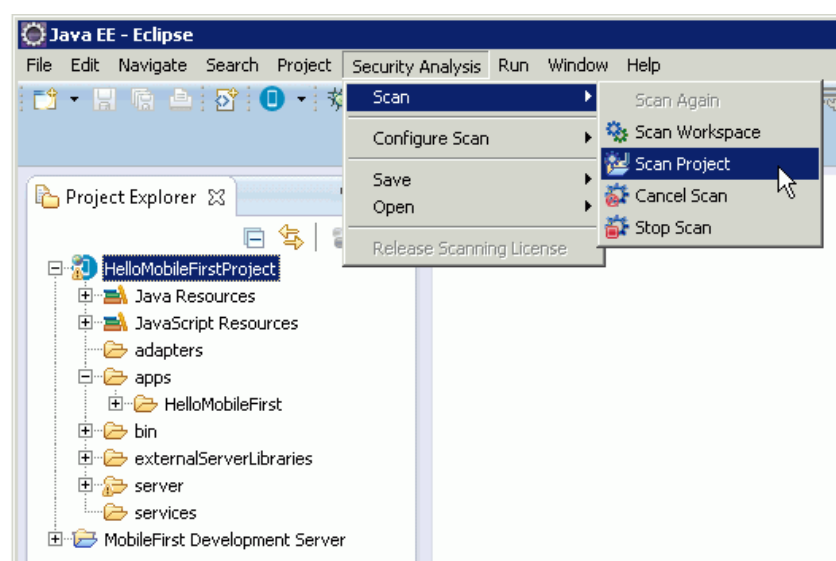 Java EE - Eclipse
File Edit Navigate Search Project Security Analysis Run Window Help
Scan
Configure Scan
Save
Open
Release Scanning License
Scan Again
Scan Workspace
Scan Project
Cancel Scan
Stop Scan
Project Explorer
HelloMobileFirstProject
Java Resources
JavaScript Resources
adapters
apps
HelloMobileFirst
bin
externalServerLibraries
server
services
MobileFirst Development Server